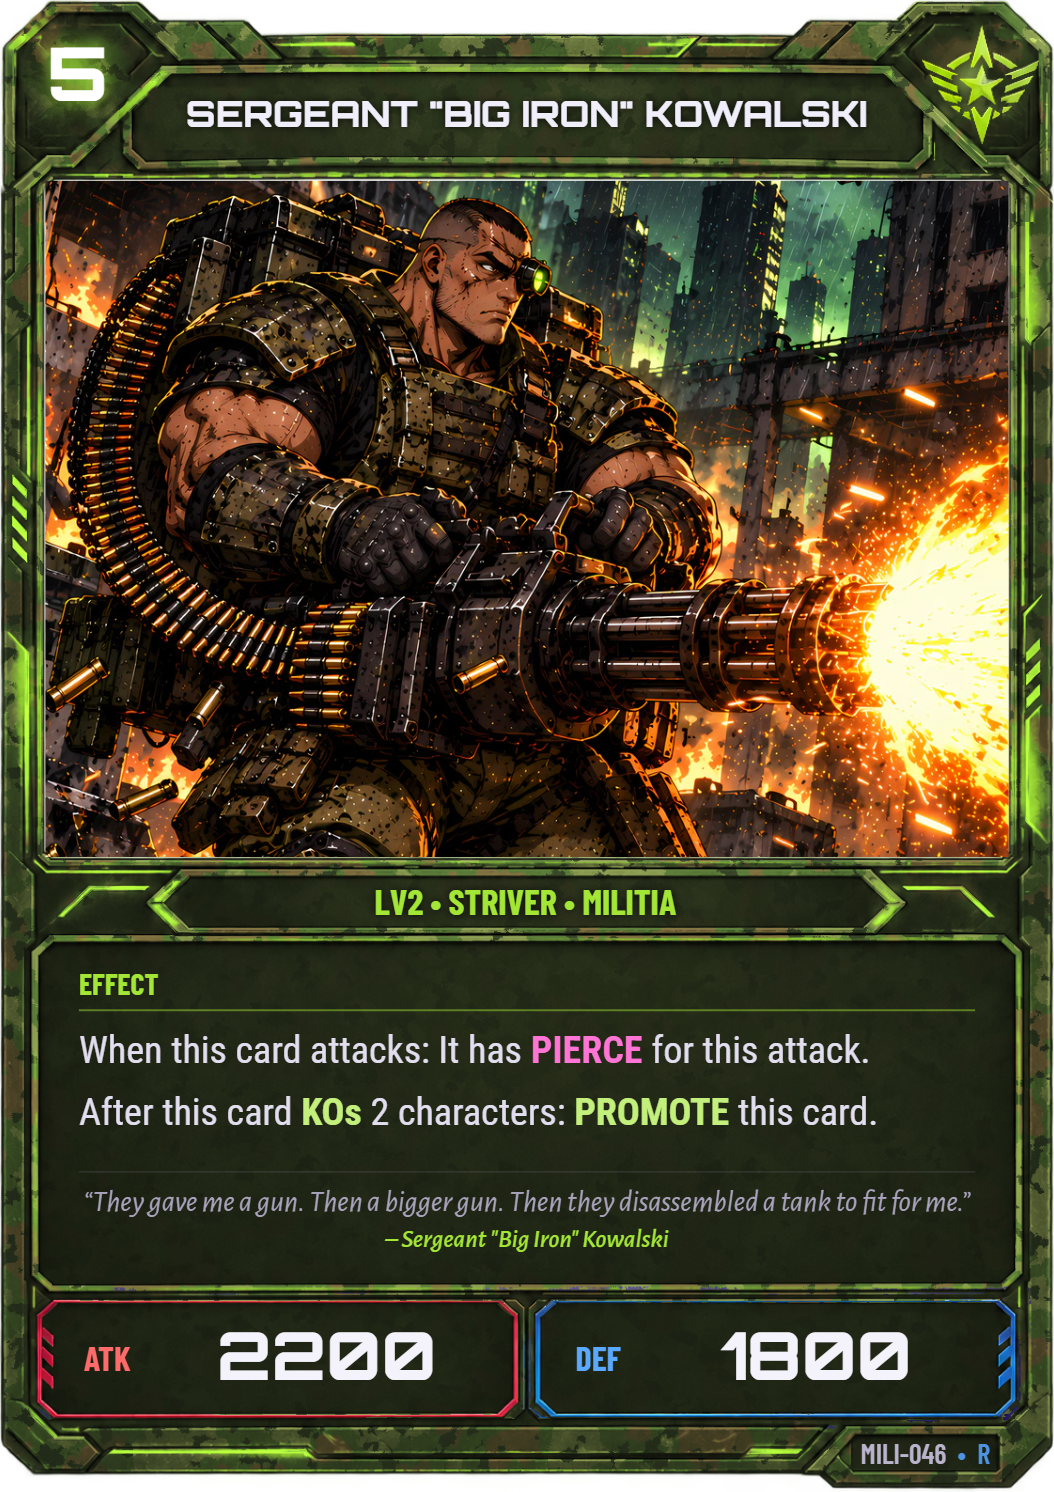 5
SERGEANT "BIG IRON" KOWALSKI
LV2 • STRIVER • MILITIA
EFFECT
When this card attacks: It has PIERCE for this attack.
After this card KOs 2 characters: PROMOTE this card.
“They gave me a gun. Then a bigger gun. Then they disassembled a tank to fit for me.”
– Sergeant "Big Iron" Kowalski
ATK 2200 DEF 1800
MILI-046 • R